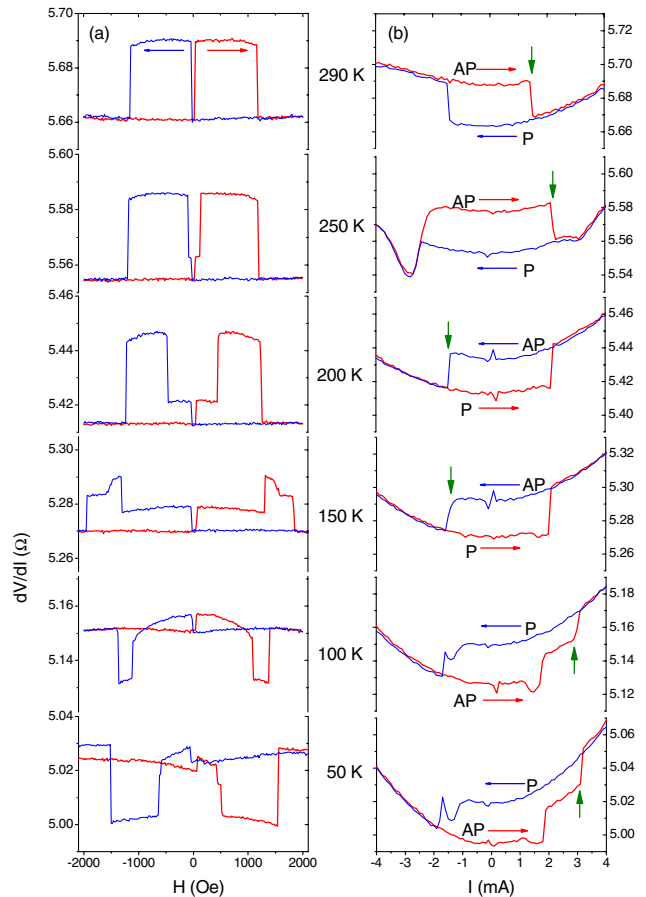 (a)
5.70
5.68
5.66
290 K
(b)
AP
P
5.72
5.70
5.68
5.66
5.60
5.58
5.55
250 K
AP
P
5.60
5.58
5.56
5.54
5.46
5.44
5.41
200 K
AP
P
5.46
5.44
5.42
5.40
5.30
5.28
5.26
150 K
AP
P
5.32
5.30
5.28
5.26
dV/dI (Ω)
5.16
5.14
100 K
P
AP
5.18
5.16
5.14
5.12
5.04
5.02
5.00
50 K
P
AP
5.06
5.04
5.02
5.00
-2000 -1000 0 1000 2000
H (Oe)
-4 -3 -2 -1 0 1 2 3 4
I (mA)